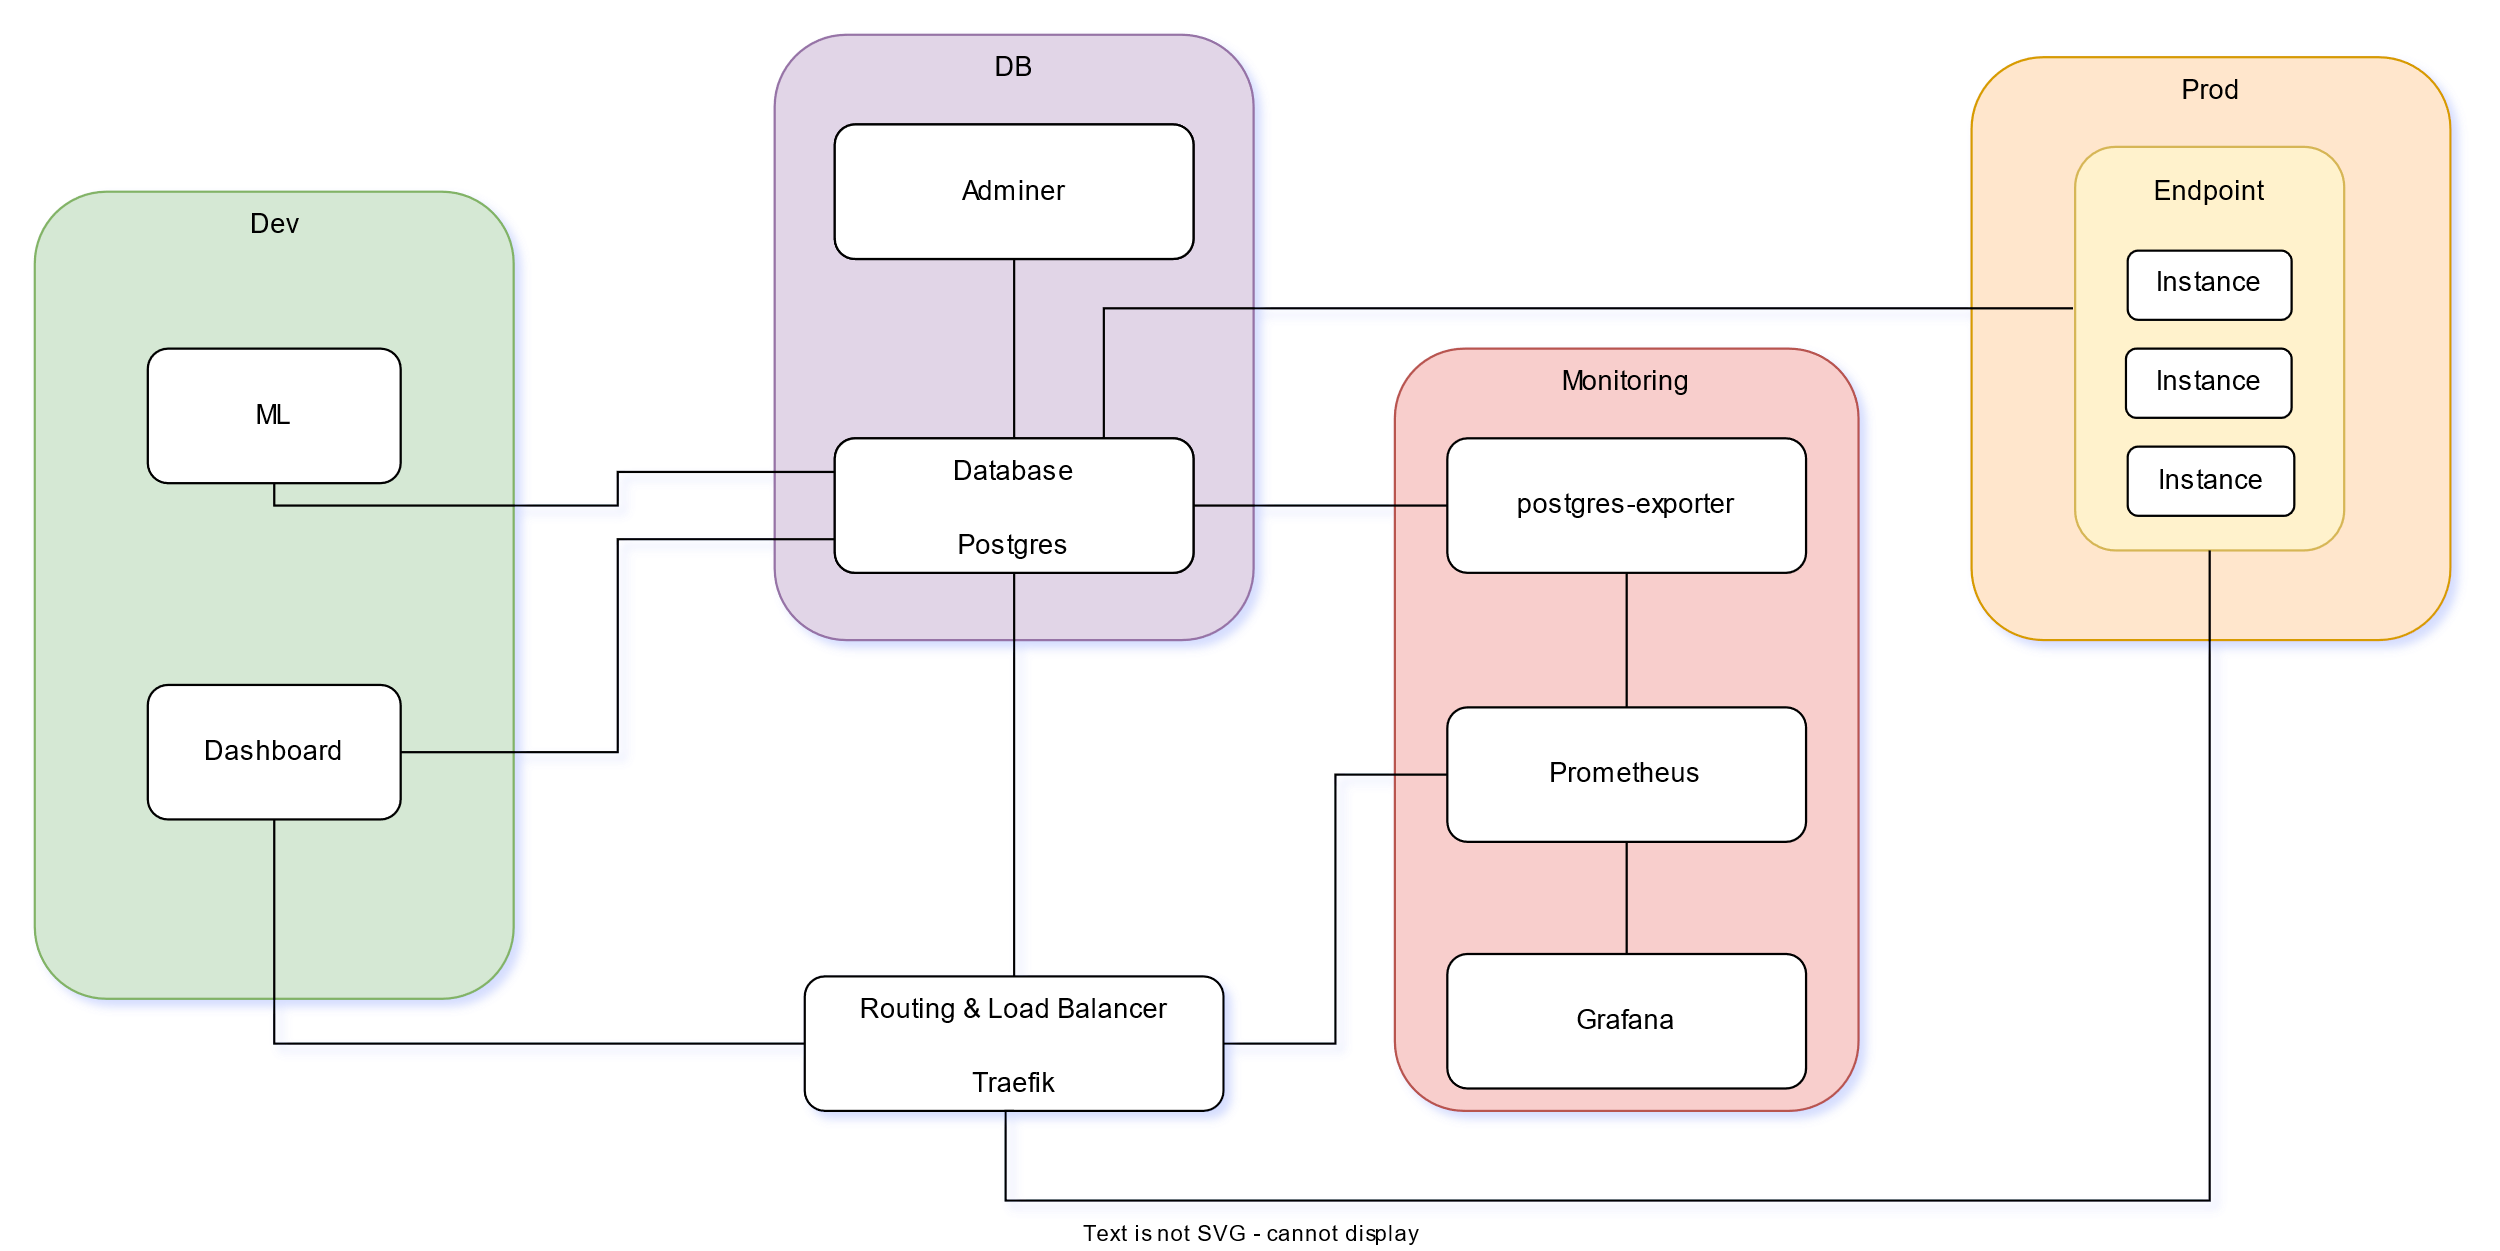 Dev
ML
Dashboard
DB
Adminer
Database
Postgres
Routing & Load Balancer
Traefik
Monitoring
postgres-exporter
Prometheus
Grafana
Prod
Endpoint
Instance
Instance
Instance
Text is not SVG - cannot display